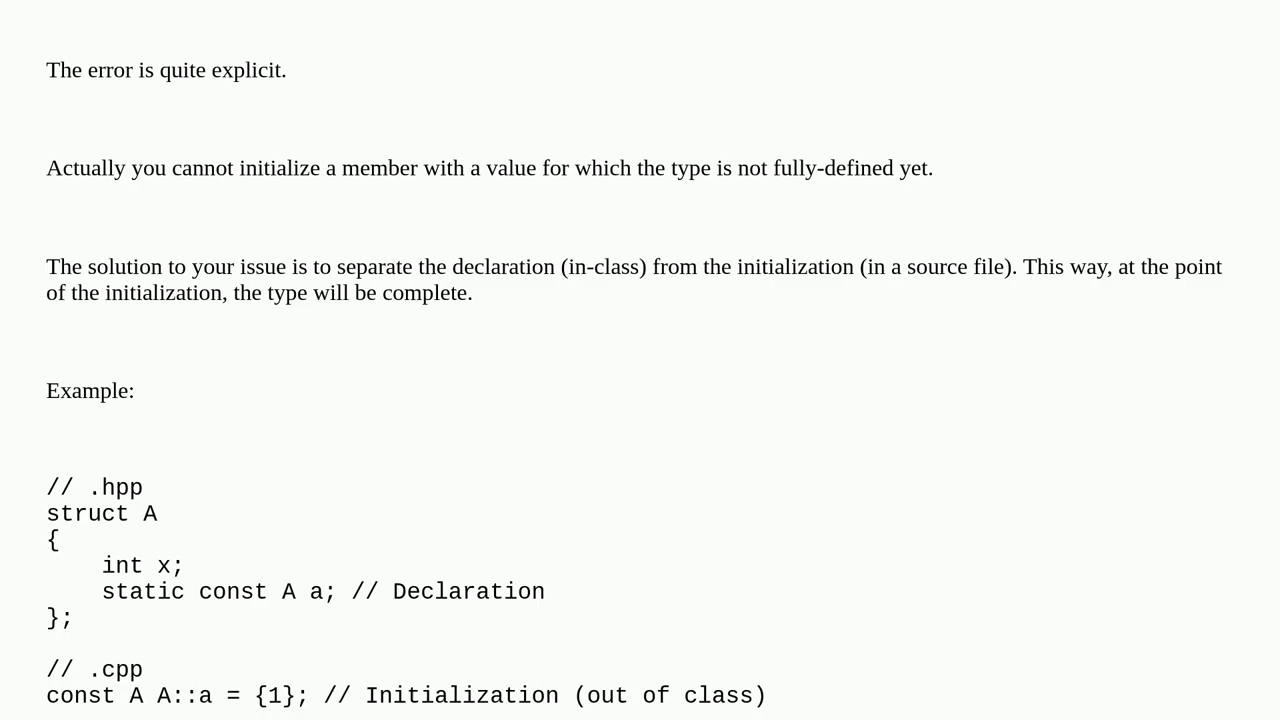 The error is quite explicit.
Actually you cannot initialize a member with a value for which the type is not fully-defined yet.
The solution to your issue is to separate the declaration (in-class) from the initialization (in a source file). This way, at the point
of the initialization, the type will be complete.
Example:
// .hpp
struct A
{
    int x;
    static const A a; // Declaration
};
// .cpp
const A A::a = {1}; // Initialization (out of class)